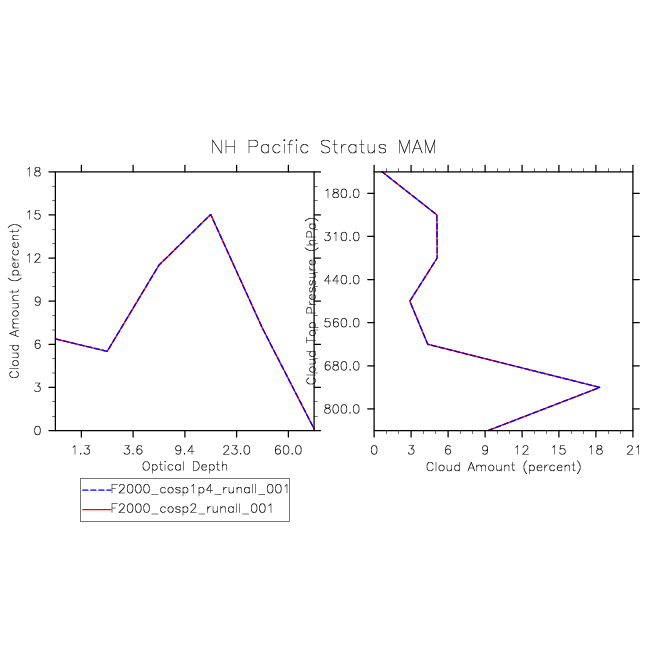 NH Pacific Stratus MAM
18
15
12
9
6
3
0
Cloud Amount (percent)
1.3 3.6 9.4 23.0 60.0
Optical Depth
Cloud Top Pressure (hPa)
180.0
310.0
440.0
560.0
680.0
800.0
0 3 6 9 12 15 18 21
Cloud Amount (percent)
F2000_cosp1p4_runall_001
F2000_cosp2_runall_001